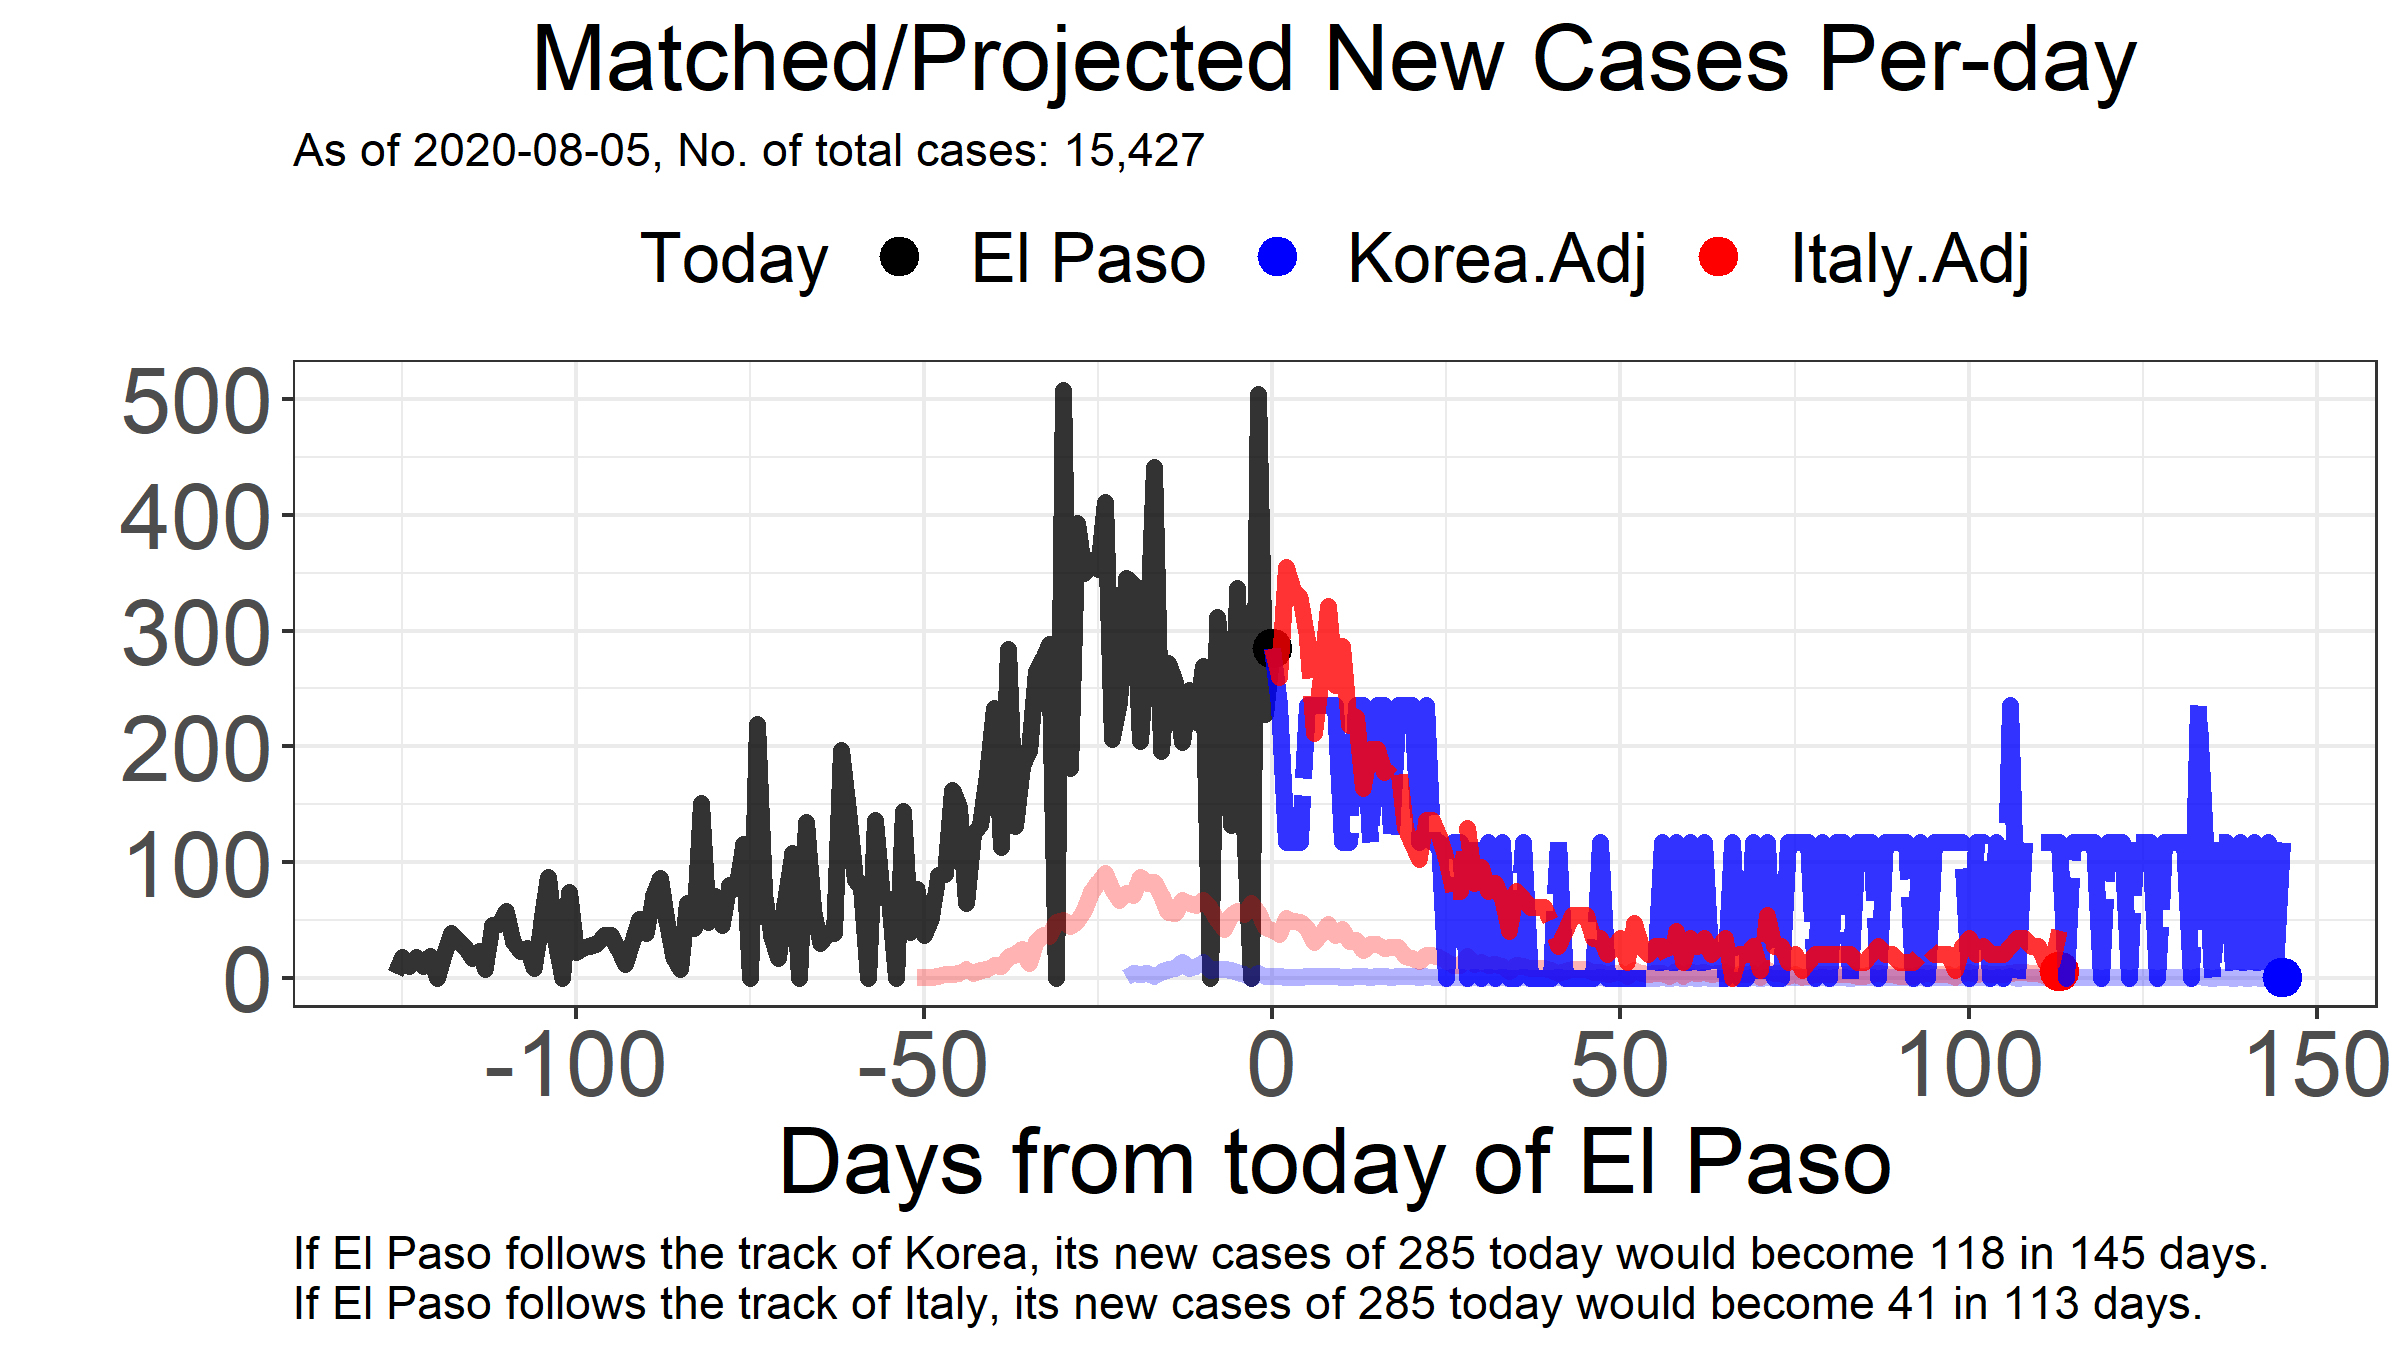 Matched/Projected New Cases Per-day
As of 2020-08-05, No. of total cases: 15,427
Today El Paso Korea.Adj Italy.Adj
500
400
300
200
100
0
-100 -50 0 50 100 150
Days from today of El Paso
If El Paso follows the track of Korea, its new cases of 285 today would become 118 in 145 days.
If El Paso follows the track of Italy, its new cases of 285 today would become 41 in 113 days.